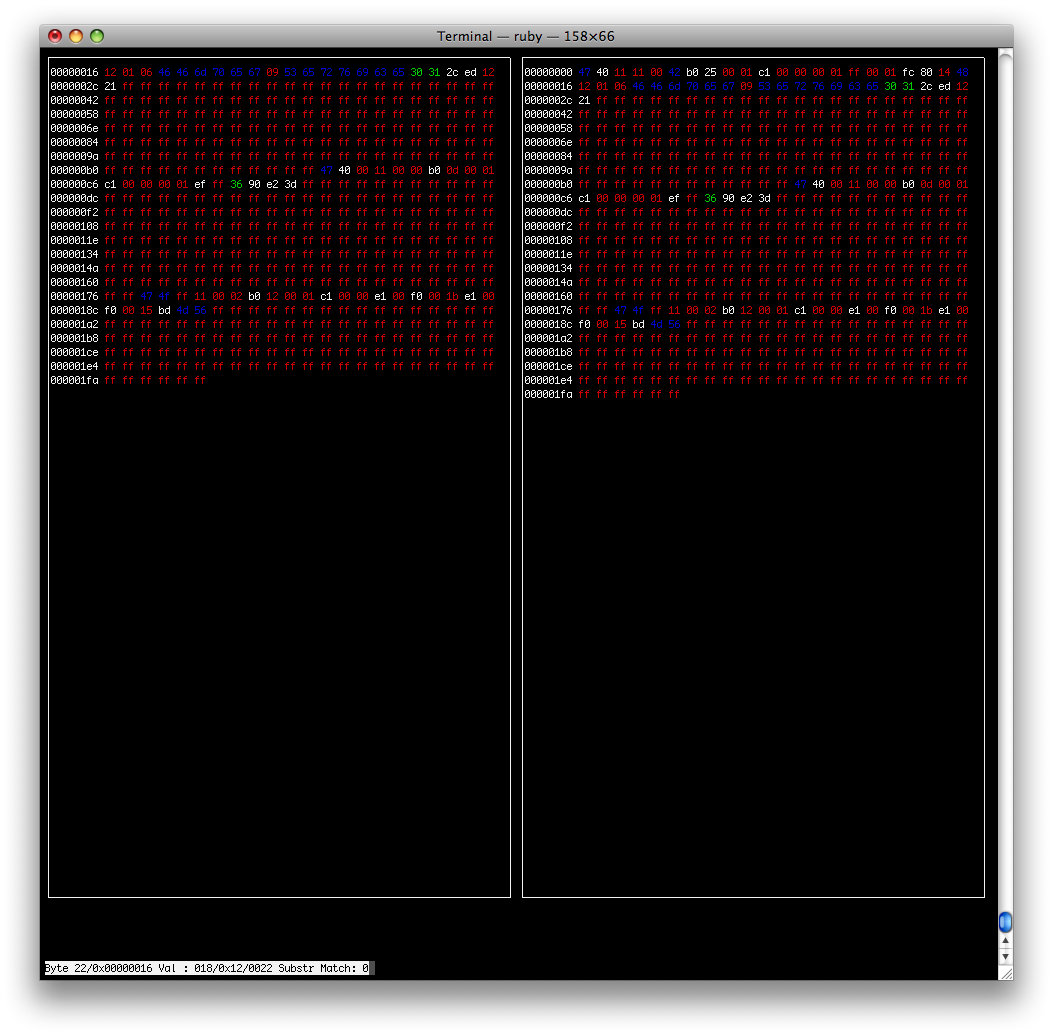 Terminal — ruby — 158×66
00000016 12 01 06 46 46 6d 70 65 67 09 53 65 72 76 69 63 65 30 31 2c ed 12
0000002c 21 ff ff ff ff ff ff ff ff ff ff ff ff ff ff ff ff ff ff ff ff ff
00000042 ff ff ff ff ff ff ff ff ff ff ff ff ff ff ff ff ff ff ff ff ff ff
00000058 ff ff ff ff ff ff ff ff ff ff ff ff ff ff ff ff ff ff ff ff ff ff
0000006e ff ff ff ff ff ff ff ff ff ff ff ff ff ff ff ff ff ff ff ff ff ff
00000084 ff ff ff ff ff ff ff ff ff ff ff ff ff ff ff ff ff ff ff ff ff ff
0000009a ff ff ff ff ff ff ff ff ff ff ff ff ff ff ff ff ff ff ff ff ff ff
000000b0 ff ff ff ff ff ff ff ff ff ff ff ff 47 40 00 11 00 00 b0 0d 00 01
000000c6 c1 00 00 00 01 ef ff 36 90 e2 3d ff ff ff ff ff ff ff ff ff ff ff
000000dc ff ff ff ff ff ff ff ff ff ff ff ff ff ff ff ff ff ff ff ff ff ff
000000f2 ff ff ff ff ff ff ff ff ff ff ff ff ff ff ff ff ff ff ff ff ff ff
00000108 ff ff ff ff ff ff ff ff ff ff ff ff ff ff ff ff ff ff ff ff ff ff
0000011e ff ff ff ff ff ff ff ff ff ff ff ff ff ff ff ff ff ff ff ff ff ff
00000134 ff ff ff ff ff ff ff ff ff ff ff ff ff ff ff ff ff ff ff ff ff ff
0000014a ff ff ff ff ff ff ff ff ff ff ff ff ff ff ff ff ff ff ff ff ff ff
00000160 ff ff ff ff ff ff ff ff ff ff ff ff ff ff ff ff ff ff ff ff ff ff
00000176 ff ff 47 4f ff 11 00 02 b0 12 00 01 c1 00 00 e1 00 f0 00 1b e1 00
0000018c f0 00 15 bd 4d 56 ff ff ff ff ff ff ff ff ff ff ff ff ff ff ff ff
000001a2 ff ff ff ff ff ff ff ff ff ff ff ff ff ff ff ff ff ff ff ff ff ff
000001b8 ff ff ff ff ff ff ff ff ff ff ff ff ff ff ff ff ff ff ff ff ff ff
000001ce ff ff ff ff ff ff ff ff ff ff ff ff ff ff ff ff ff ff ff ff ff ff
000001e4 ff ff ff ff ff ff ff ff ff ff ff ff ff ff ff ff ff ff ff ff ff ff
000001fa ff ff ff ff ff ff
00000000 47 40 11 11 00 42 b0 25 00 01 c1 00 00 00 01 ff 00 01 fc 80 14 48
00000016 12 01 06 46 46 6d 70 65 67 09 53 65 72 76 69 63 65 30 31 2c ed 12
0000002c 21 ff ff ff ff ff ff ff ff ff ff ff ff ff ff ff ff ff ff ff ff ff
00000042 ff ff ff ff ff ff ff ff ff ff ff ff ff ff ff ff ff ff ff ff ff ff
00000058 ff ff ff ff ff ff ff ff ff ff ff ff ff ff ff ff ff ff ff ff ff ff
0000006e ff ff ff ff ff ff ff ff ff ff ff ff ff ff ff ff ff ff ff ff ff ff
00000084 ff ff ff ff ff ff ff ff ff ff ff ff ff ff ff ff ff ff ff ff ff ff
0000009a ff ff ff ff ff ff ff ff ff ff ff ff ff ff ff ff ff ff ff ff ff ff
000000b0 ff ff ff ff ff ff ff ff ff ff ff ff 47 40 00 11 00 00 b0 0d 00 01
000000c6 c1 00 00 00 01 ef ff 36 90 e2 3d ff ff ff ff ff ff ff ff ff ff ff
000000dc ff ff ff ff ff ff ff ff ff ff ff ff ff ff ff ff ff ff ff ff ff ff
000000f2 ff ff ff ff ff ff ff ff ff ff ff ff ff ff ff ff ff ff ff ff ff ff
00000108 ff ff ff ff ff ff ff ff ff ff ff ff ff ff ff ff ff ff ff ff ff ff
0000011e ff ff ff ff ff ff ff ff ff ff ff ff ff ff ff ff ff ff ff ff ff ff
00000134 ff ff ff ff ff ff ff ff ff ff ff ff ff ff ff ff ff ff ff ff ff ff
0000014a ff ff ff ff ff ff ff ff ff ff ff ff ff ff ff ff ff ff ff ff ff ff
00000160 ff ff ff ff ff ff ff ff ff ff ff ff ff ff ff ff ff ff ff ff ff ff
00000176 ff ff 47 4f ff 11 00 02 b0 12 00 01 c1 00 00 e1 00 f0 00 1b e1 00
0000018c f0 00 15 bd 4d 56 ff ff ff ff ff ff ff ff ff ff ff ff ff ff ff ff
000001a2 ff ff ff ff ff ff ff ff ff ff ff ff ff ff ff ff ff ff ff ff ff ff
000001b8 ff ff ff ff ff ff ff ff ff ff ff ff ff ff ff ff ff ff ff ff ff ff
000001ce ff ff ff ff ff ff ff ff ff ff ff ff ff ff ff ff ff ff ff ff ff ff
000001e4 ff ff ff ff ff ff ff ff ff ff ff ff ff ff ff ff ff ff ff ff ff ff
000001fa ff ff ff ff ff ff
Byte 22/0x00000016 Val : 018/0x12/0022 Substr Match: 0